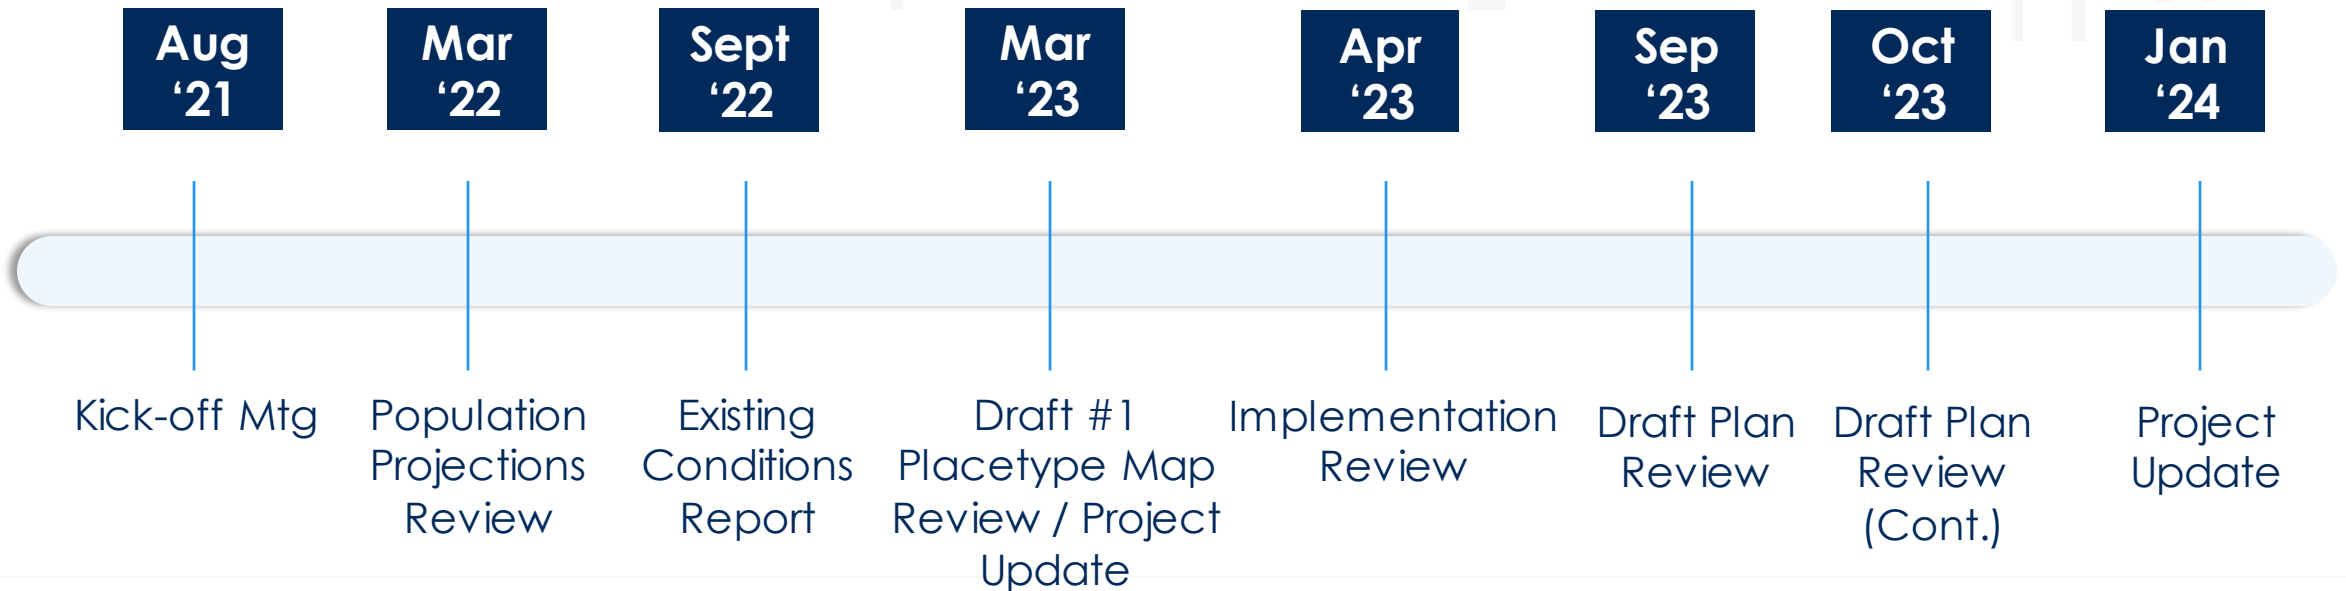 Aug
‘21
Mar
‘22
Sept
‘22
Mar
‘23
Apr
‘23
Sep
‘23
Oct
‘23
Jan
‘24
Kick-off Mtg
Population
Projections
Review
Existing
Conditions
Report
Draft #1
Placetype Map
Review / Project
Update
Implementation
Review
Draft Plan
Review
Draft Plan
Review
(Cont.)
Project
Update